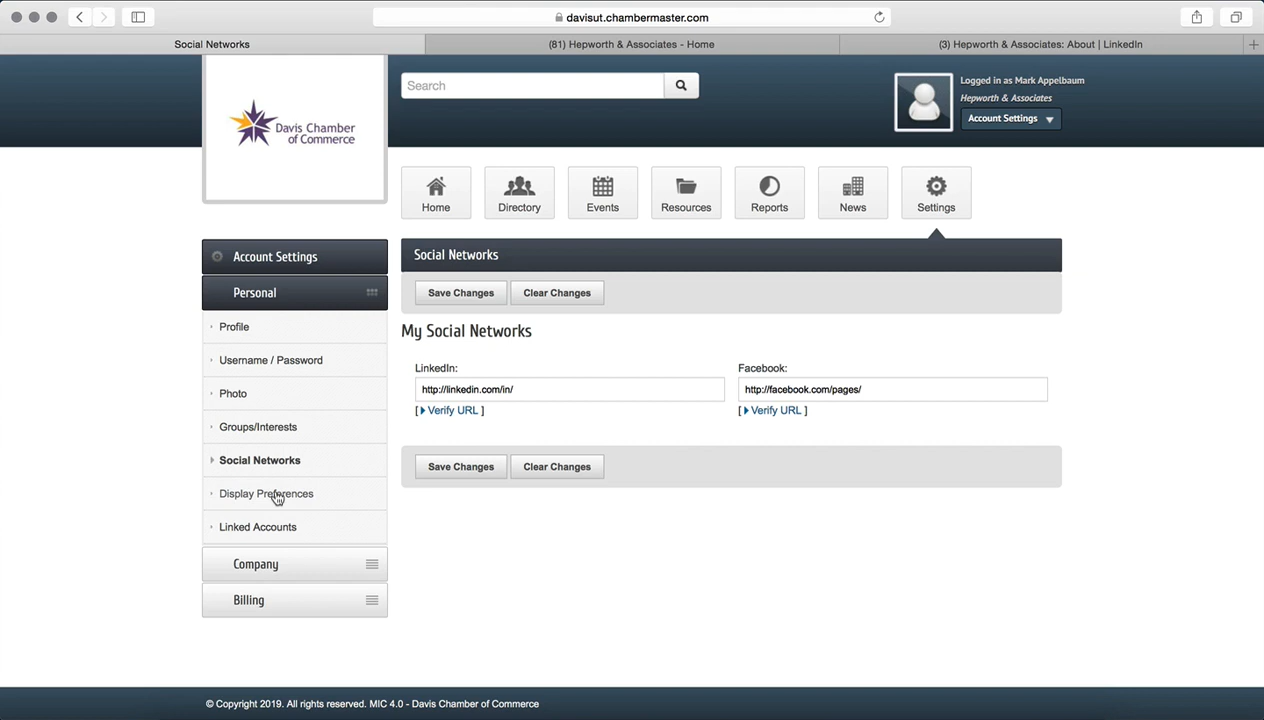 davisut.chambermaster.com
Social Networks
(81) Hepworth & Associates - Home
(3) Hepworth & Associates: About | LinkedIn
Davis Chamber
of Commerce
Search
Logged in as Mark Appelbaum
Hepworth & Associates
Account Settings
Home
Directory
Events
Resources
Reports
News
Settings
Account Settings
Personal
Profile
Username / Password
Photo
Groups/Interests
Social Networks
Display Preferences
Linked Accounts
Company
Billing
Social Networks
Save Changes
Clear Changes
My Social Networks
LinkedIn:
http://linkedin.com/in/
[ Verify URL ]
Facebook:
http://facebook.com/pages/
[ Verify URL ]
Save Changes
Clear Changes
© Copyright 2019. All rights reserved. MIC 4.0 - Davis Chamber of Commerce